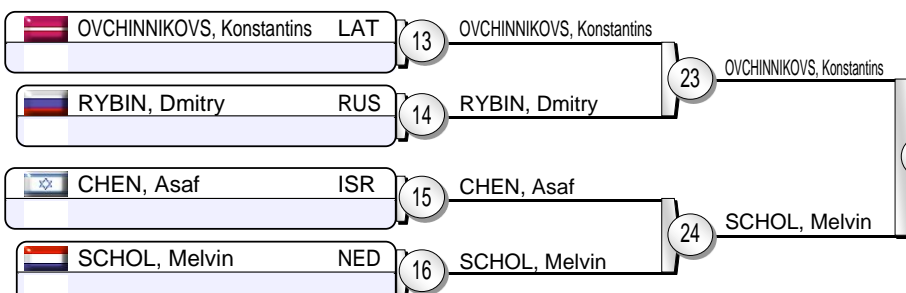 OVCHINNIKOVS, Konstantins LAT 13 OVCHINNIKOVS, Konstantins
23 OVCHINNIKOVS, Konstantins
RYBIN, Dmitry RUS 14 RYBIN, Dmitry
CHEN, Asaf ISR 15 CHEN, Asaf
24 SCHOL, Melvin
SCHOL, Melvin NED 16 SCHOL, Melvin